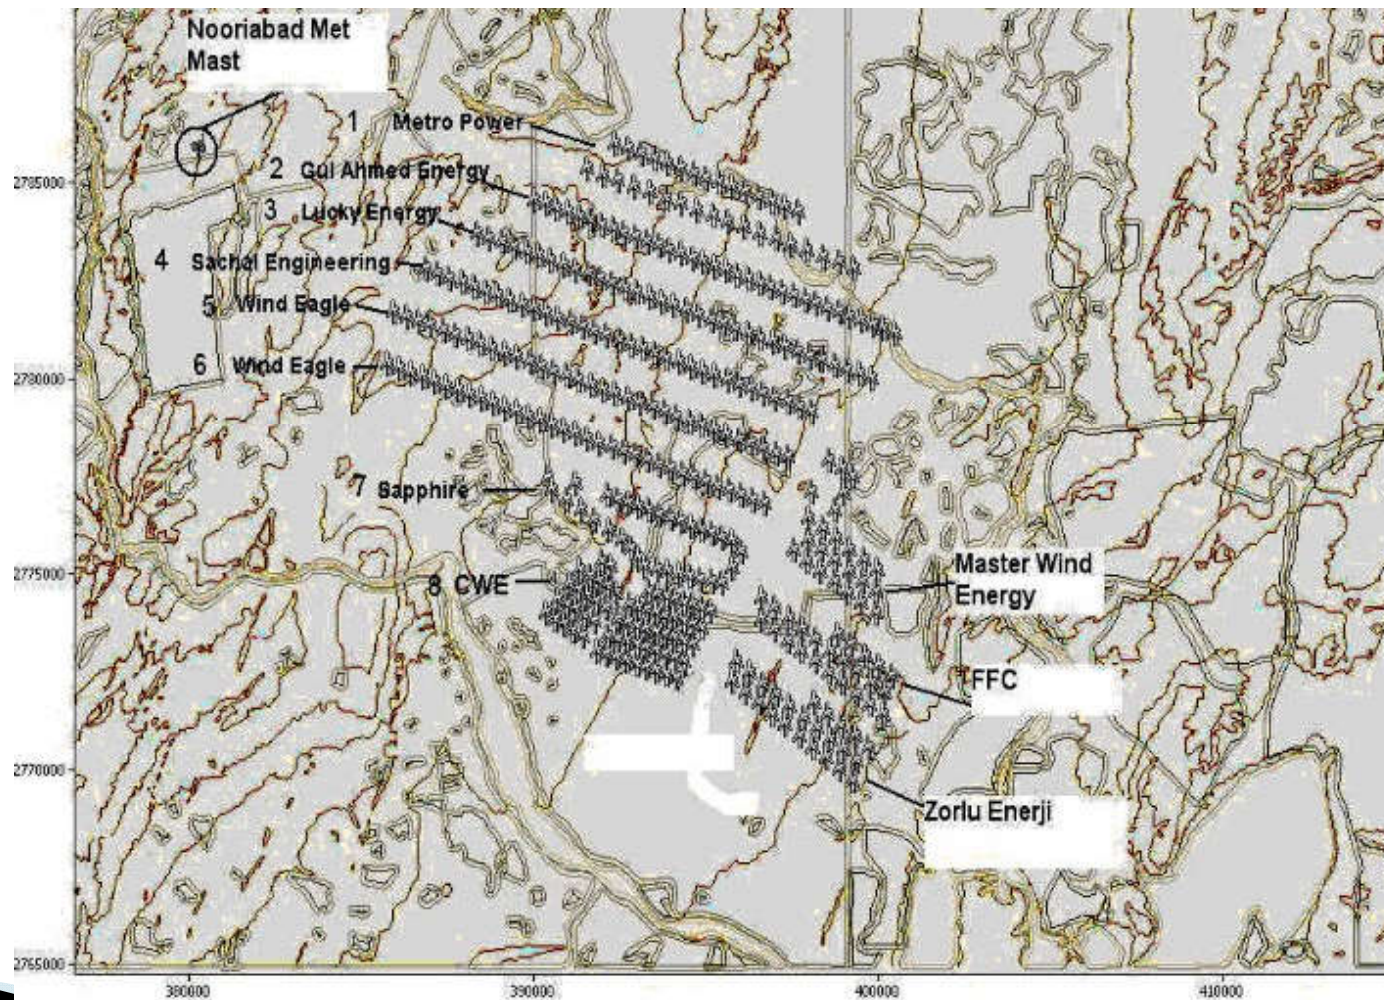 Nooriabad Met
Mast
1 Metro Power
2785000
2 Gul Ahmed Energy
3 Lucky Energy
4 Sachal Engineering
5 Wind Eagle
6 Wind Eagle
2780000
7 Sapphire
2775000
8 CWE
Master Wind
Energy
FFC
2770000
Zorlu Enerji
2765000
380000 390000 400000 410000